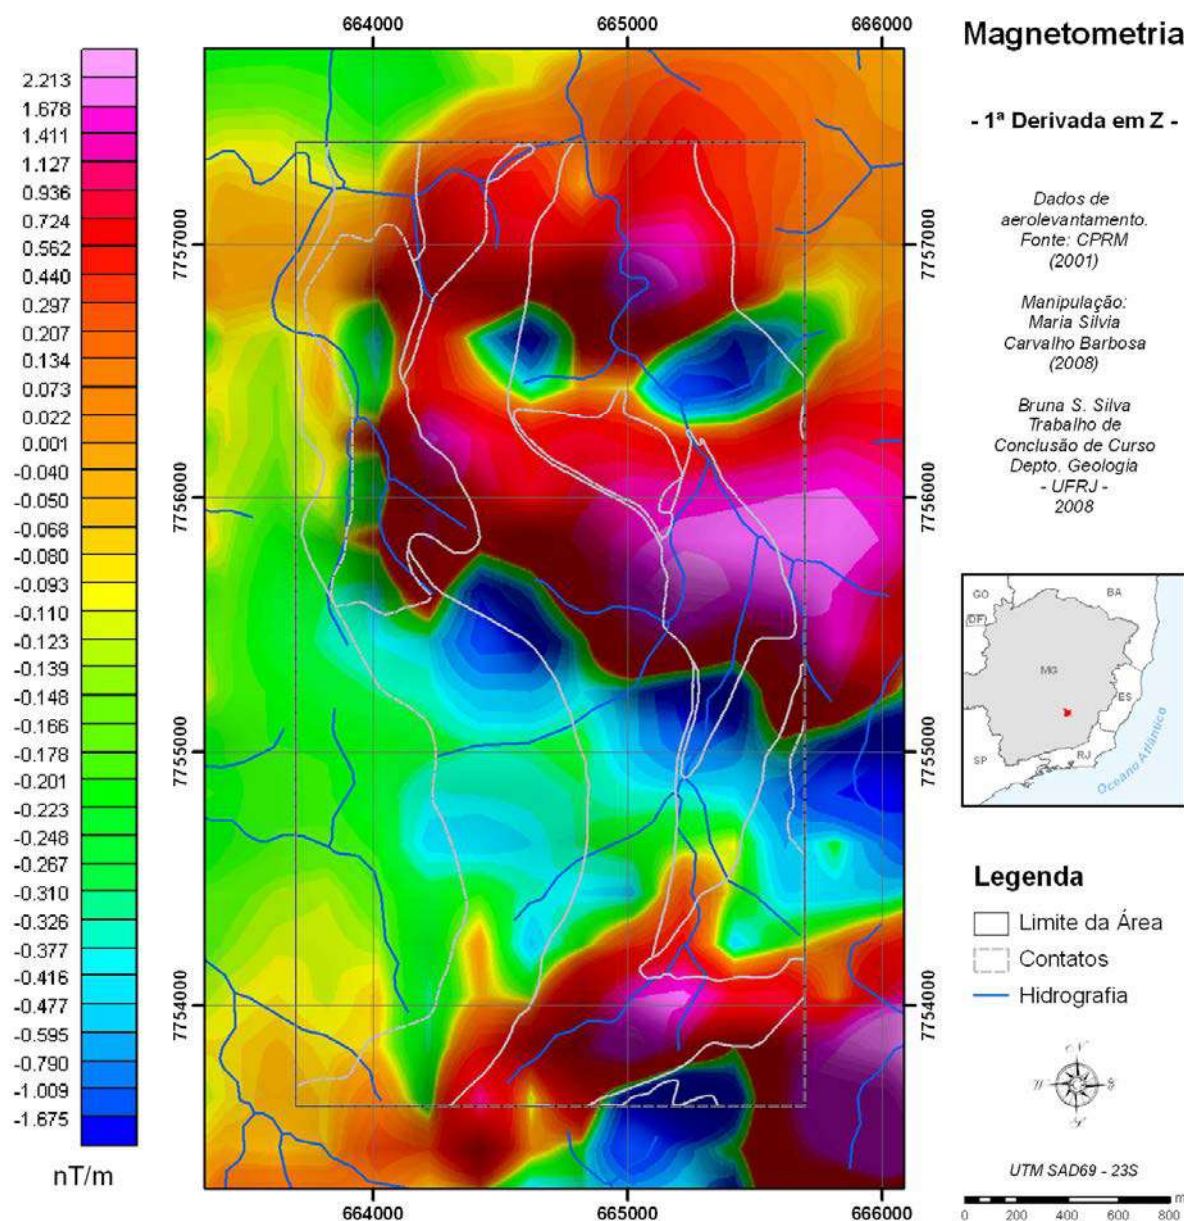 664000
665000
666000
Magnetometria
- 1ª Derivada em Z -
Dados de
aerolevantamento.
Fonte: CPRM
(2001)
Manipulação:
Maria Silvia
Carvalho Barbosa
(2008)
Bruna S. Silva
Trabalho de
Conclusão de Curso
Depto. Geologia
- UFRJ -
2008
2.213
1.678
1.411
1.127
0.936
0.724
0.562
0.440
0.297
0.207
0.134
0.073
0.022
0.001
-0.040
-0.050
-0.068
-0.080
-0.093
-0.110
-0.123
-0.139
-0.148
-0.166
-0.178
-0.201
-0.223
-0.248
-0.267
-0.310
-0.326
-0.377
-0.416
-0.477
-0.595
-0.790
-1.009
-1.675
nT/m
7757000
7757000
7756000
7756000
7755000
7755000
7754000
7754000
GO
BA
DF
MG
ES
SP
RJ
Oceano Atlântico
Legenda
Limite da Área
Contatos
Hidrografia
UTM SAD69 - 23S
m
0 200 400 600 800
664000
665000
666000